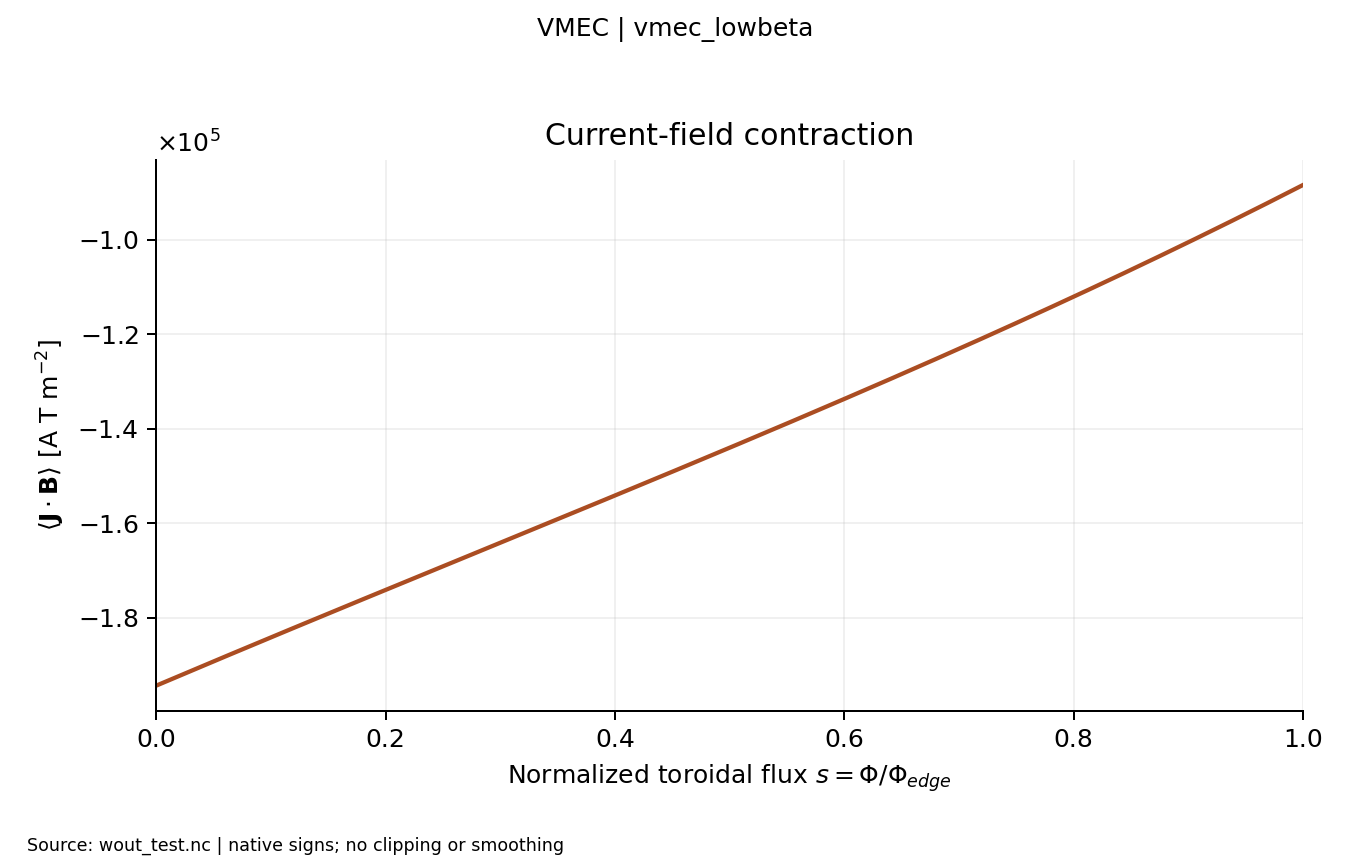 VMEC | vmec_lowbeta
Current-field contraction
×10⁵
−1.0
−1.2
−1.4
−1.6
−1.8
⟨J · B⟩ [A T m⁻²]
0.0 0.2 0.4 0.6 0.8 1.0
Normalized toroidal flux s = Φ/Φ_edge
Source: wout_test.nc | native signs; no clipping or smoothing